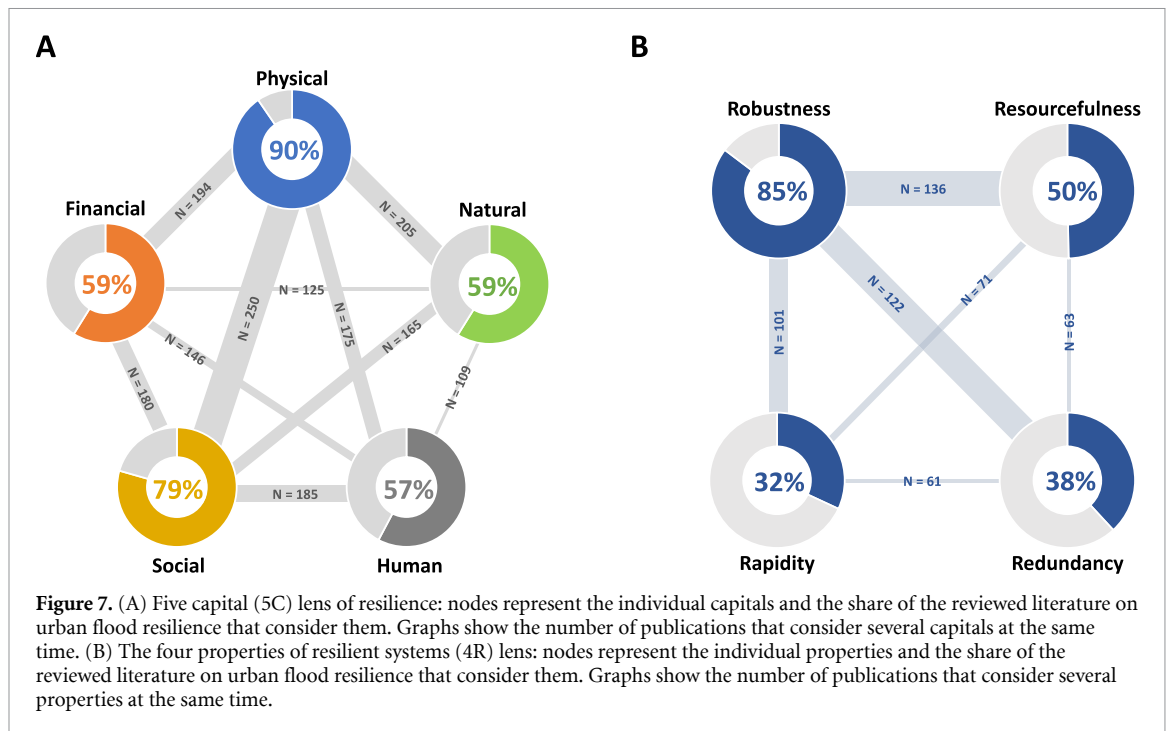 A
B
Physical
90%
Robustness
Resourcefulness
85%
N = 136
50%
N = 194
N = 205
Financial
Natural
59%
N = 125
59%
N = 250
N = 175
N = 165
N = 146
N = 180
N = 109
N = 101
N = 122
N = 71
N = 63
79%
N = 185
57%
32%
N = 61
38%
Social
Human
Rapidity
Redundancy
Figure 7. (A) Five capital (5C) lens of resilience: nodes represent the individual capitals and the share of the reviewed literature on
urban flood resilience that consider them. Graphs show the number of publications that consider several capitals at the same
time. (B) The four properties of resilient systems (4R) lens: nodes represent the individual properties and the share of the
reviewed literature on urban flood resilience that consider them. Graphs show the number of publications that consider several
properties at the same time.